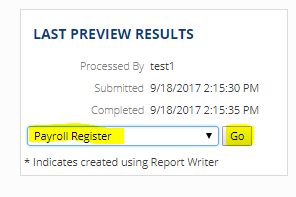 LAST PREVIEW RESULTS
Processed By test1
Submitted 9/18/2017 2:15:30 PM
Completed 9/18/2017 2:15:35 PM
Payroll Register Go
* Indicates created using Report Writer